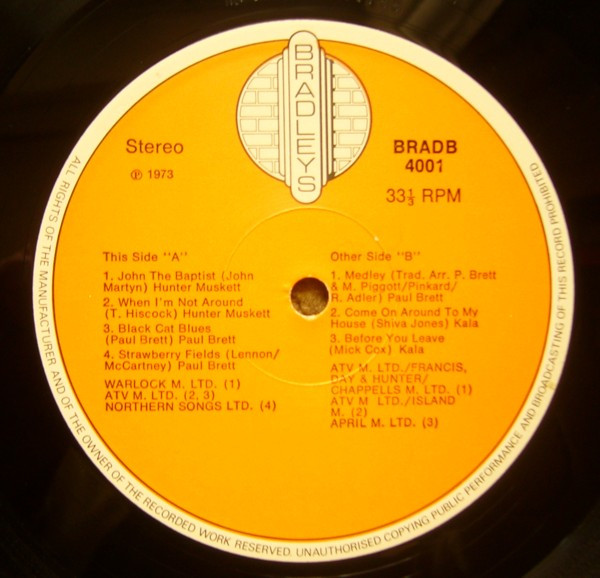 BRADLEYS
Stereo
℗ 1973
BRADB
4001
33⅓ RPM
This Side "A"
1. John The Baptist (John
Martyn) Hunter Muskett
2. When I'm Not Around
(T. Hiscock) Hunter Muskett
3. Black Cat Blues
(Paul Brett) Paul Brett
4. Strawberry Fields (Lennon/
McCartney) Paul Brett
WARLOCK M. LTD. (1)
ATV M. LTD. (2, 3)
NORTHERN SONGS LTD. (4)
Other Side "B"
1. Medley (Trad. Arr. P. Brett
& M. Piggott/Pinkard/
R. Adler) Paul Brett
2. Come On Around To My
House (Shiva Jones) Kala
3. Before You Leave
(Mick Cox) Kala
ATV M. LTD./FRANCIS,
DAY & HUNTER/
CHAPPELLS M. LTD. (1)
ATV M. LTD./ISLAND
M. (2)
APRIL M. LTD. (3)
ALL RIGHTS OF THE MANUFACTURER AND OF THE OWNER OF THE RECORDED WORK RESERVED. UNAUTHORISED COPYING PUBLIC PERFORMANCE AND BROADCASTING OF THIS RECORD PROHIBITED